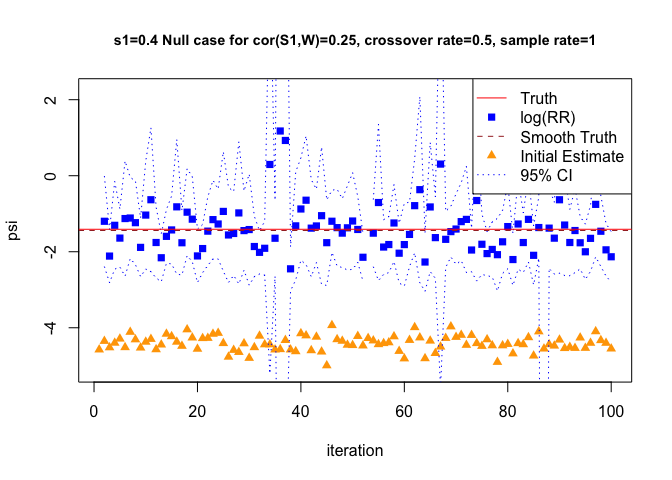 s1=0.4 Null case for cor(S1,W)=0.25, crossover rate=0.5, sample rate=1
psi
2
0
-2
-4
Truth
log(RR)
Smooth Truth
Initial Estimate
95% CI
0 20 40 60 80 100
iteration